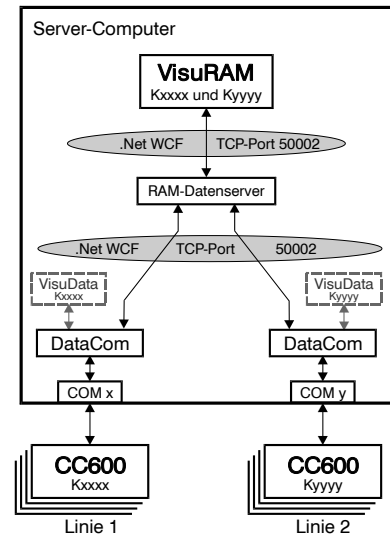 Server-Computer
VisuRAM
Kxxxx und Kyyyy
.Net WCF TCP-Port 50002
RAM-Datenserver
.Net WCF TCP-Port 50002
VisuData
Kxxxx
VisuData
Kyyyy
DataCom
DataCom
COM x
COM y
CC600
Kxxxx
CC600
Kyyyy
Linie 1
Linie 2